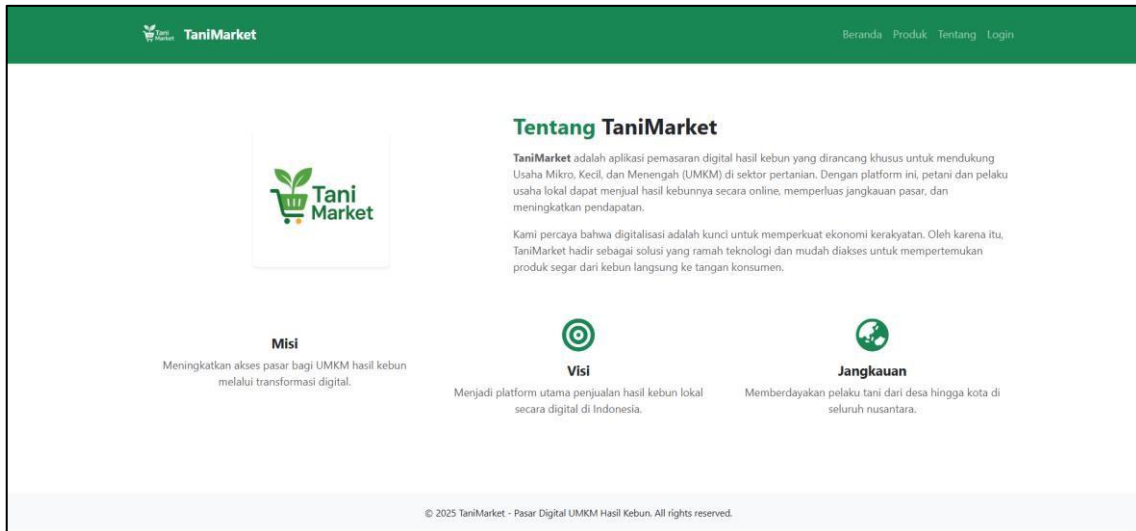 Tani
Market
TaniMarket
Beranda Produk Tentang Login
Tani
Market
Tentang TaniMarket
TaniMarket adalah aplikasi pemasaran digital hasil kebun yang dirancang khusus untuk mendukung
Usaha Mikro, Kecil, dan Menengah (UMKM) di sektor pertanian. Dengan platform ini, petani dan pelaku
usaha lokal dapat menjual hasil kebunnya secara online, memperluas jangkauan pasar, dan
meningkatkan pendapatan.
Kami percaya bahwa digitalisasi adalah kunci untuk memperkuat ekonomi kerakyatan. Oleh karena itu,
TaniMarket hadir sebagai solusi yang ramah teknologi dan mudah diakses untuk mempertemukan
produk segar dari kebun langsung ke tangan konsumen.
Misi
Meningkatkan akses pasar bagi UMKM hasil kebun
melalui transformasi digital.
Visi
Menjadi platform utama penjualan hasil kebun lokal
secara digital di Indonesia.
Jangkauan
Memberdayakan pelaku tani dari desa hingga kota di
seluruh nusantara.
© 2025 TaniMarket - Pasar Digital UMKM Hasil Kebun. All rights reserved.